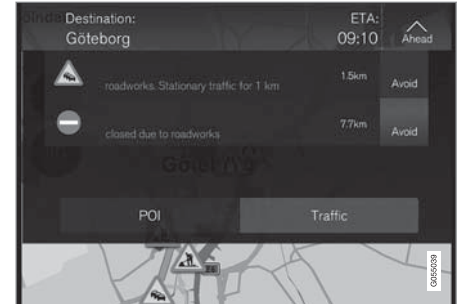 Destination:
ETA:
Göteborg
09:10
Ahead
roadworks. Stationary traffic for 1 km
1.5km
Avoid
closed due to roadworks
7.7km
Avoid
POI
Traffic
E6
G055039